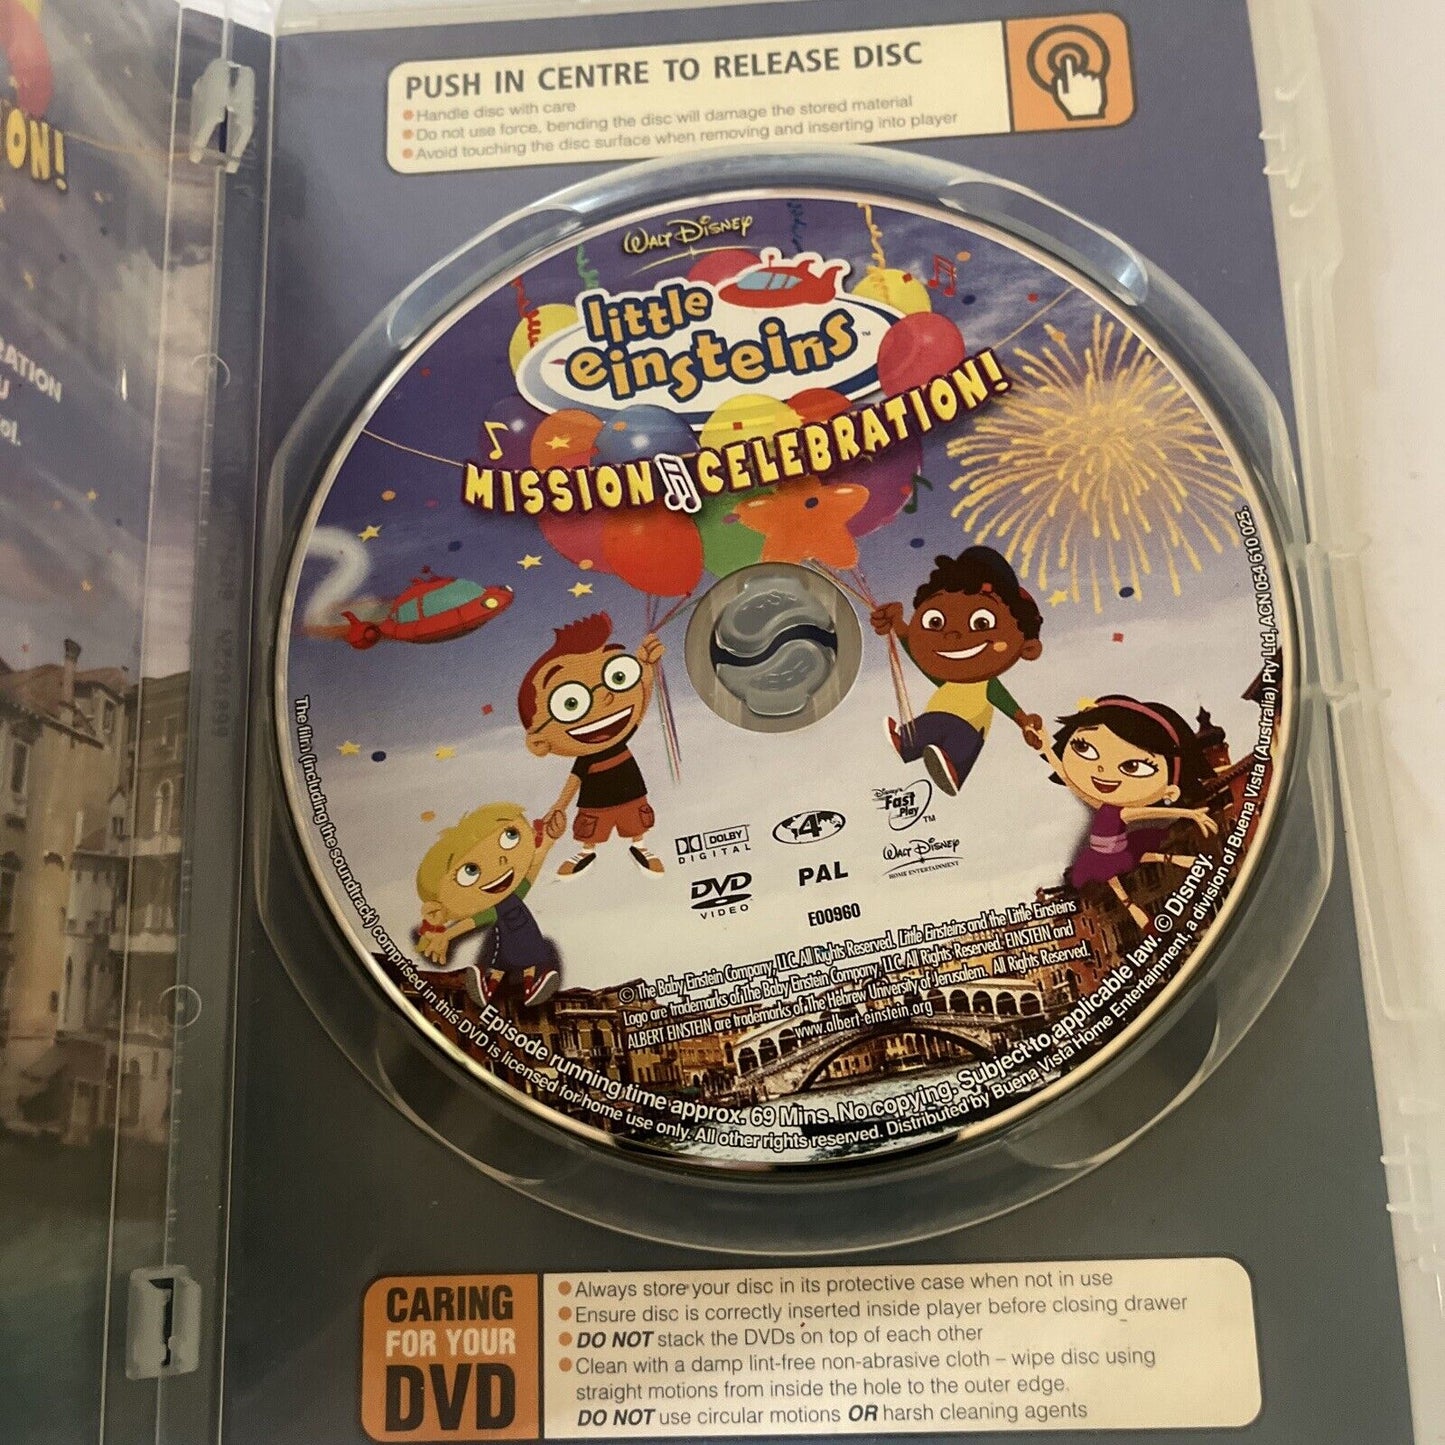 ON!
RATION
U
ol.
PUSH IN CENTRE TO RELEASE DISC
• Handle disc with care
• Do not use force, bending the disc will damage the stored material
• Avoid touching the disc surface when removing and inserting into player
WALT DISNEY
little
einsteins™
MISSION CELEBRATION!
DOLBY
DIGITAL
4
Disney's
Fast
Play™
DVD
VIDEO
PAL
WALT DISNEY
HOME ENTERTAINMENT
E00960
© The Baby Einstein Company, LLC. All Rights Reserved. Little Einsteins and the Little Einsteins
Logo are trademarks of The Baby Einstein Company, LLC. All Rights Reserved. EINSTEIN and
ALBERT EINSTEIN are trademarks of The Hebrew University of Jerusalem. All Rights Reserved.
www.albert-einstein.org
Episode running time approx. 69 Mins. No copying. Subject to applicable law. © Disney.
The film (including the soundtrack) comprised in this DVD is licensed for home use only. All other rights reserved. Distributed by Buena Vista Home Entertainment, a division of Buena Vista (Australia) Pty Ltd, ACN 054 610 025.
CARING
FOR YOUR
DVD
• Always store your disc in its protective case when not in use
• Ensure disc is correctly inserted inside player before closing drawer
• DO NOT stack the DVDs on top of each other
• Clean with a damp lint-free non-abrasive cloth – wipe disc using
straight motions from inside the hole to the outer edge.
DO NOT use circular motions OR harsh cleaning agents